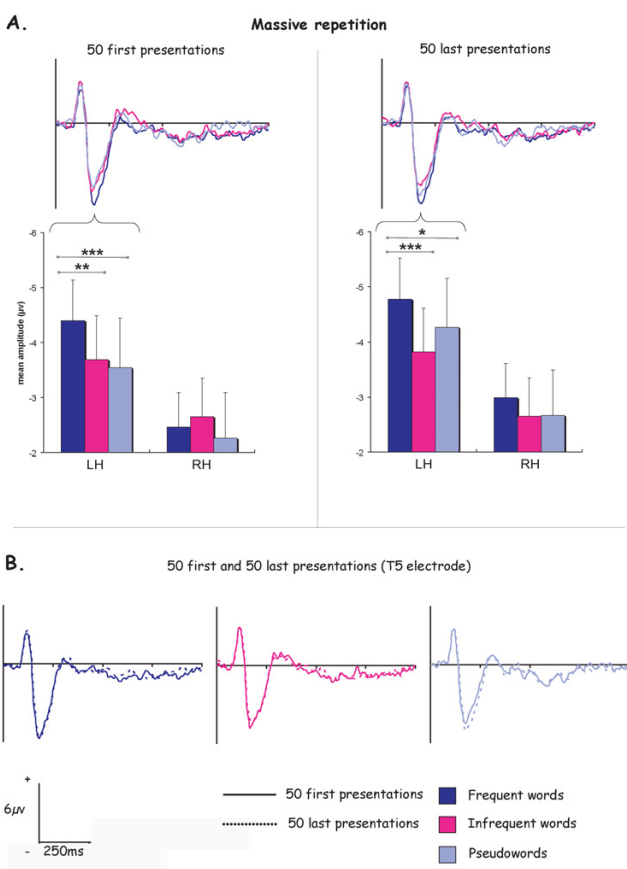 A.
Massive repetition
50 first presentations
50 last presentations
-6
-5
-4
-3
-2
mean amplitude (µv)
***
**
LH
RH
-6
-5
-4
-3
-2
*
***
LH
RH
B.
50 first and 50 last presentations (T5 electrode)
+
6µv
-
250ms
50 first presentations
50 last presentations
Frequent words
Infrequent words
Pseudowords